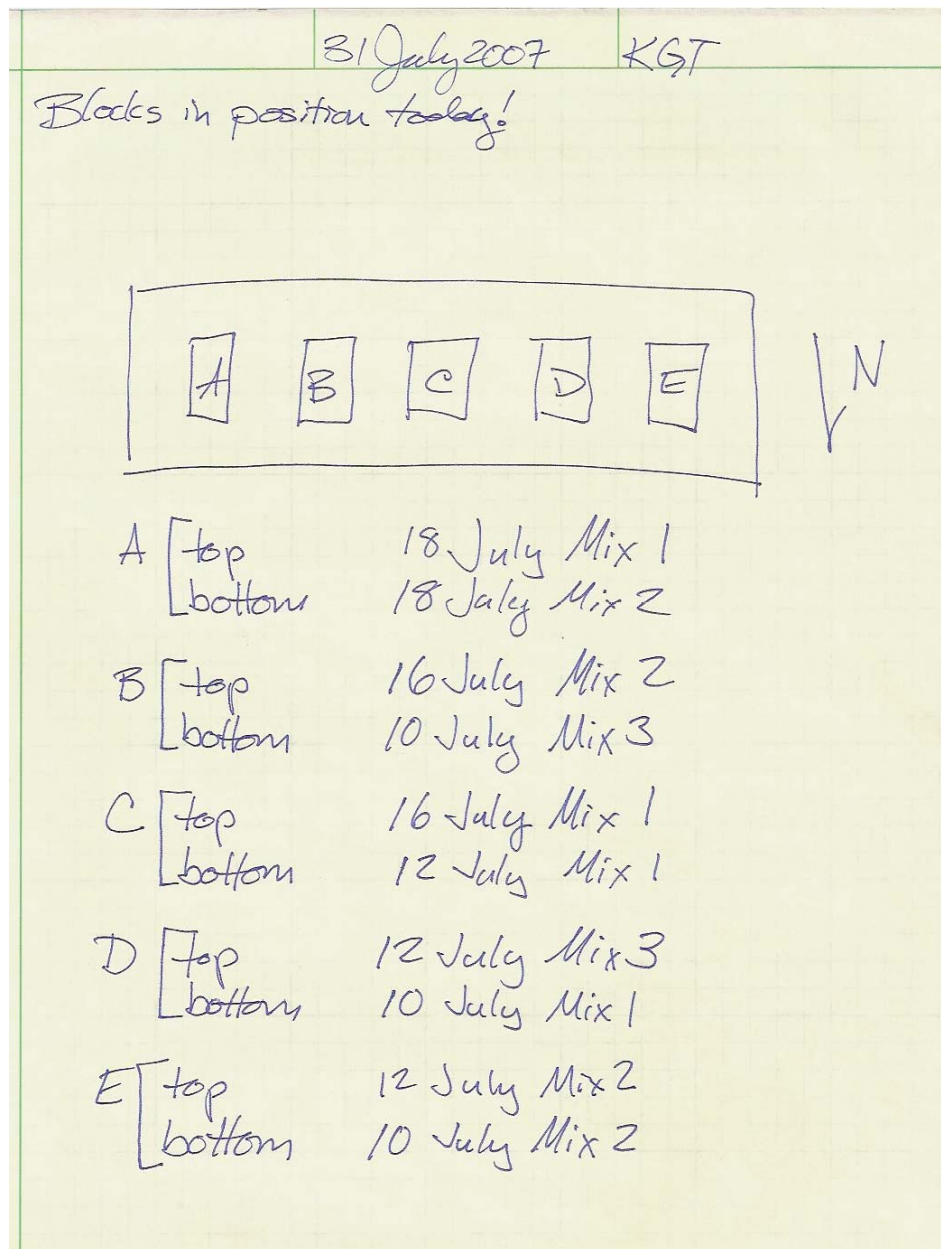 31 July 2007 KGT
Blocks in position today!
A B C D E N
A top 18 July Mix 1
bottom 18 July Mix 2
B top 16 July Mix 2
bottom 10 July Mix 3
C top 16 July Mix 1
bottom 12 July Mix 1
D top 12 July Mix 3
bottom 10 July Mix 1
E top 12 July Mix 2
bottom 10 July Mix 2